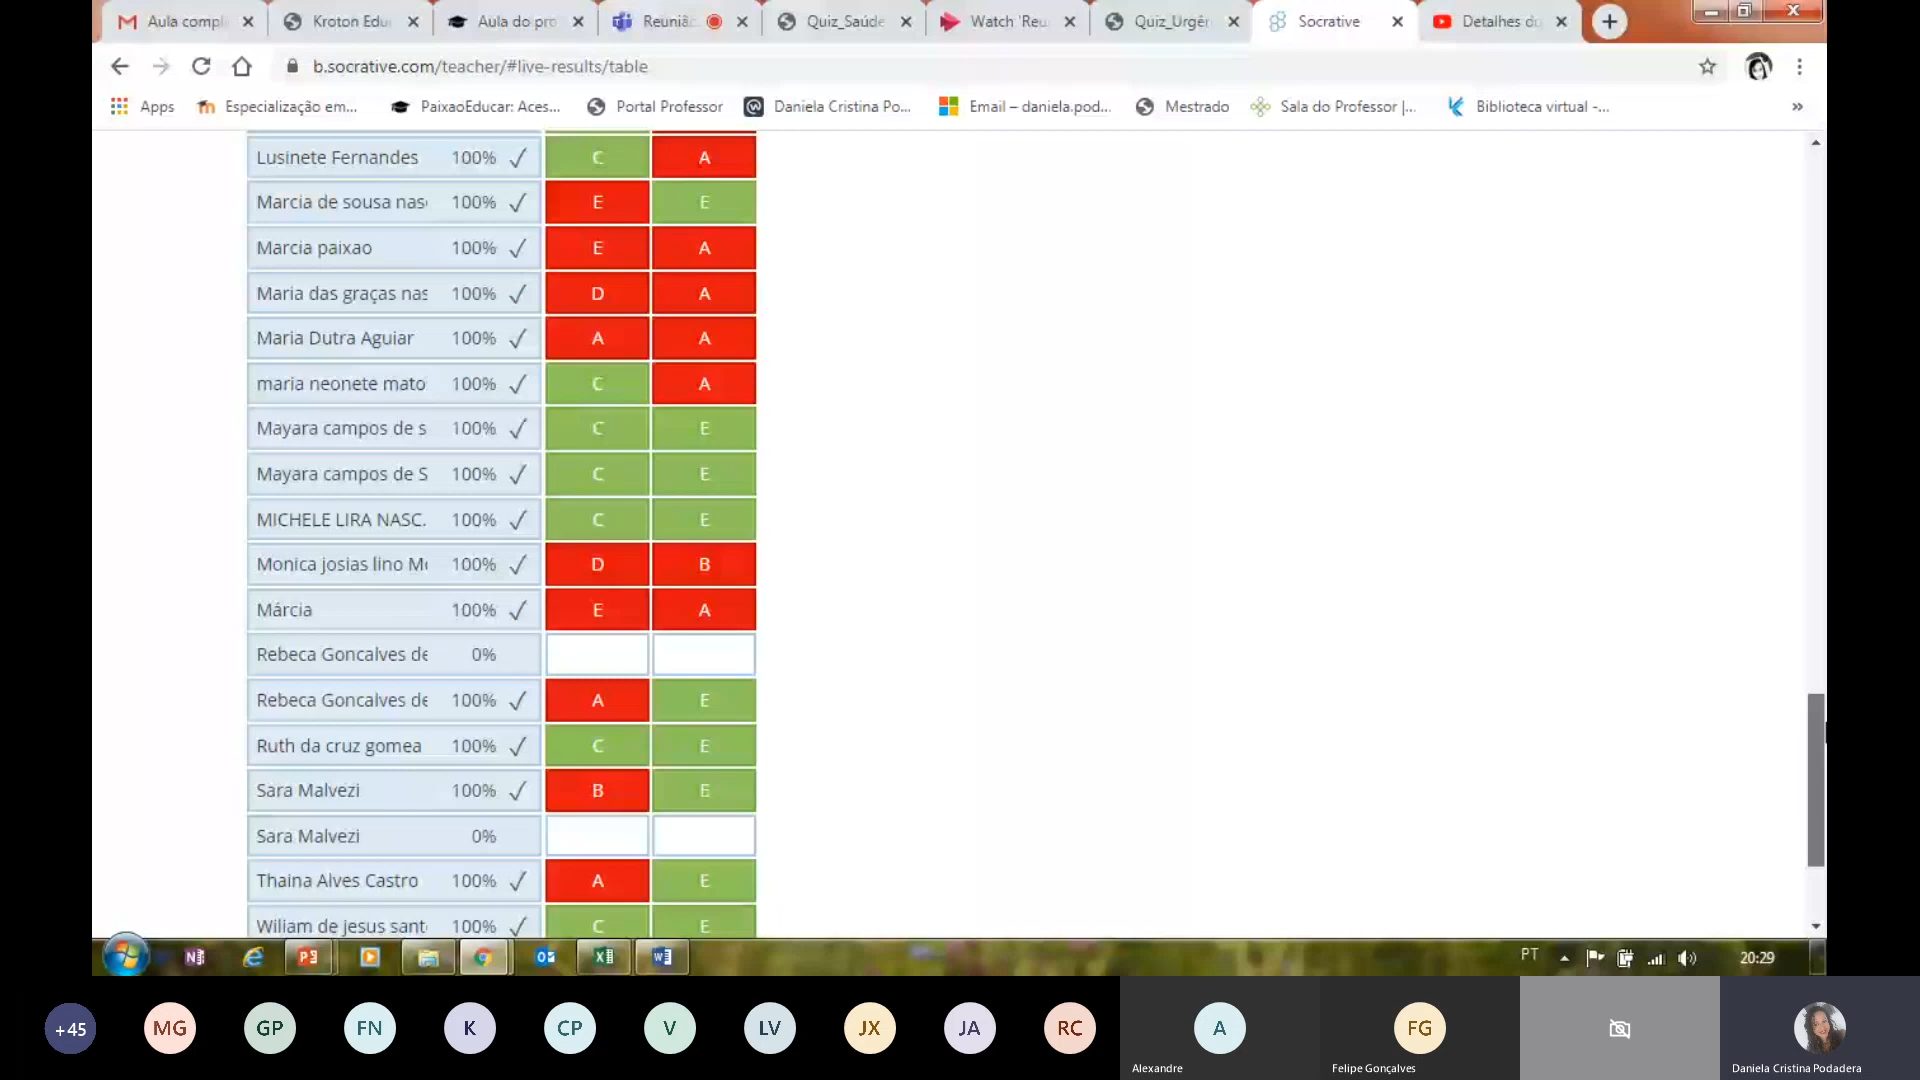 Aula compl
Kroton Edu
Aula do pro
Reuniã
Quiz_Saúde
Watch 'Reu
Quiz_Urgên
Socrative
Detalhes do
b.socrative.com/teacher/#live-results/table
Apps
Especialização em...
PaixaoEducar: Aces...
Portal Professor
Daniela Cristina Po...
Email – daniela.pod...
Mestrado
Sala do Professor |...
Biblioteca virtual -...
»
Lusinete Fernandes 100% ✓ C A
Marcia de sousa nas 100% ✓ E E
Marcia paixao 100% ✓ E A
Maria das graças nas 100% ✓ D A
Maria Dutra Aguiar 100% ✓ A A
maria neonete mato 100% ✓ C A
Mayara campos de s 100% ✓ C E
Mayara campos de S 100% ✓ C E
MICHELE LIRA NASC. 100% ✓ C E
Monica josias lino M 100% ✓ D B
Márcia 100% ✓ E A
Rebeca Goncalves de 0%
Rebeca Goncalves de 100% ✓ A E
Ruth da cruz gomea 100% ✓ C E
Sara Malvezi 100% ✓ B E
Sara Malvezi 0%
Thaina Alves Castro 100% ✓ A E
Wiliam de jesus sant 100% ✓ C E
PT
20:29
+45
MG
GP
FN
K
CP
V
LV
JX
JA
RC
A
Alexandre
FG
Felipe Gonçalves
Daniela Cristina Podadera